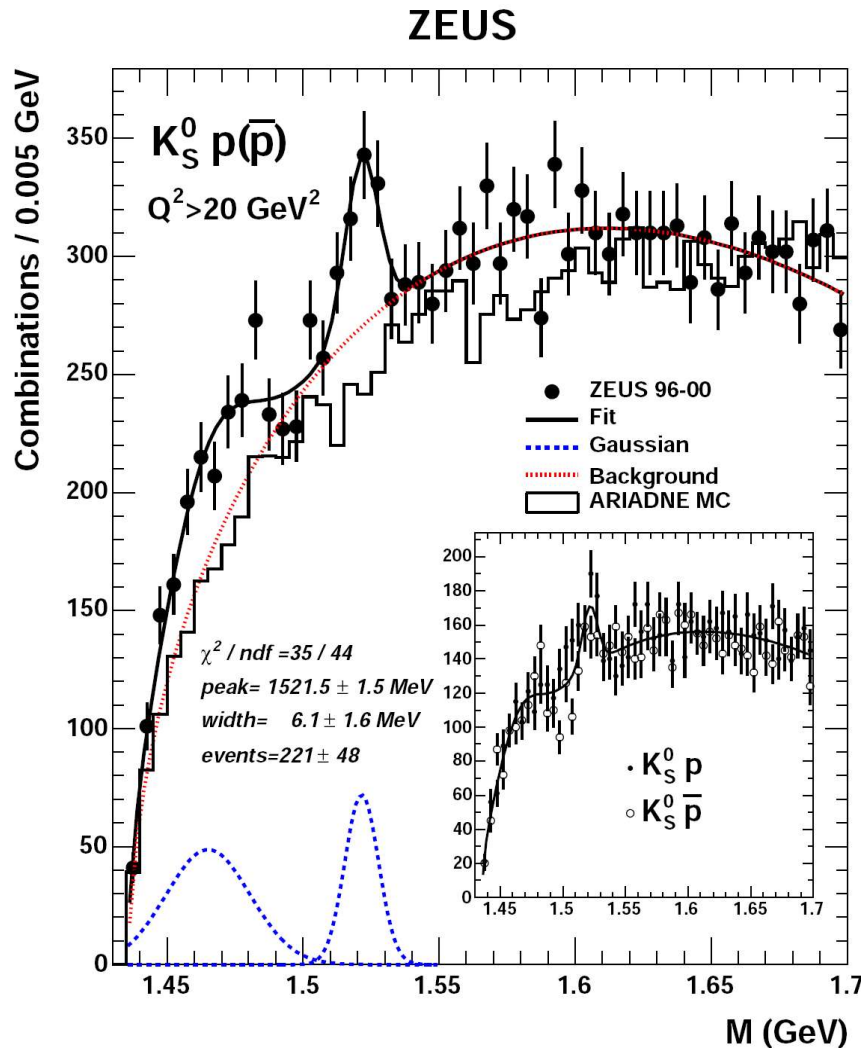 ZEUS
Combinations / 0.005 GeV
350
300
250
200
150
100
50
0
K⁰_S p(p̅)
Q²>20 GeV²
ZEUS 96-00
Fit
Gaussian
Background
ARIADNE MC
χ² / ndf =35 / 44
peak= 1521.5 ± 1.5 MeV
width= 6.1 ± 1.6 MeV
events=221 ± 48
200
180
160
140
120
100
80
60
40
20
0
K⁰_S p
K⁰_S p̅
1.45 1.5 1.55 1.6 1.65 1.7
1.45 1.5 1.55 1.6 1.65 1.7
M (GeV)